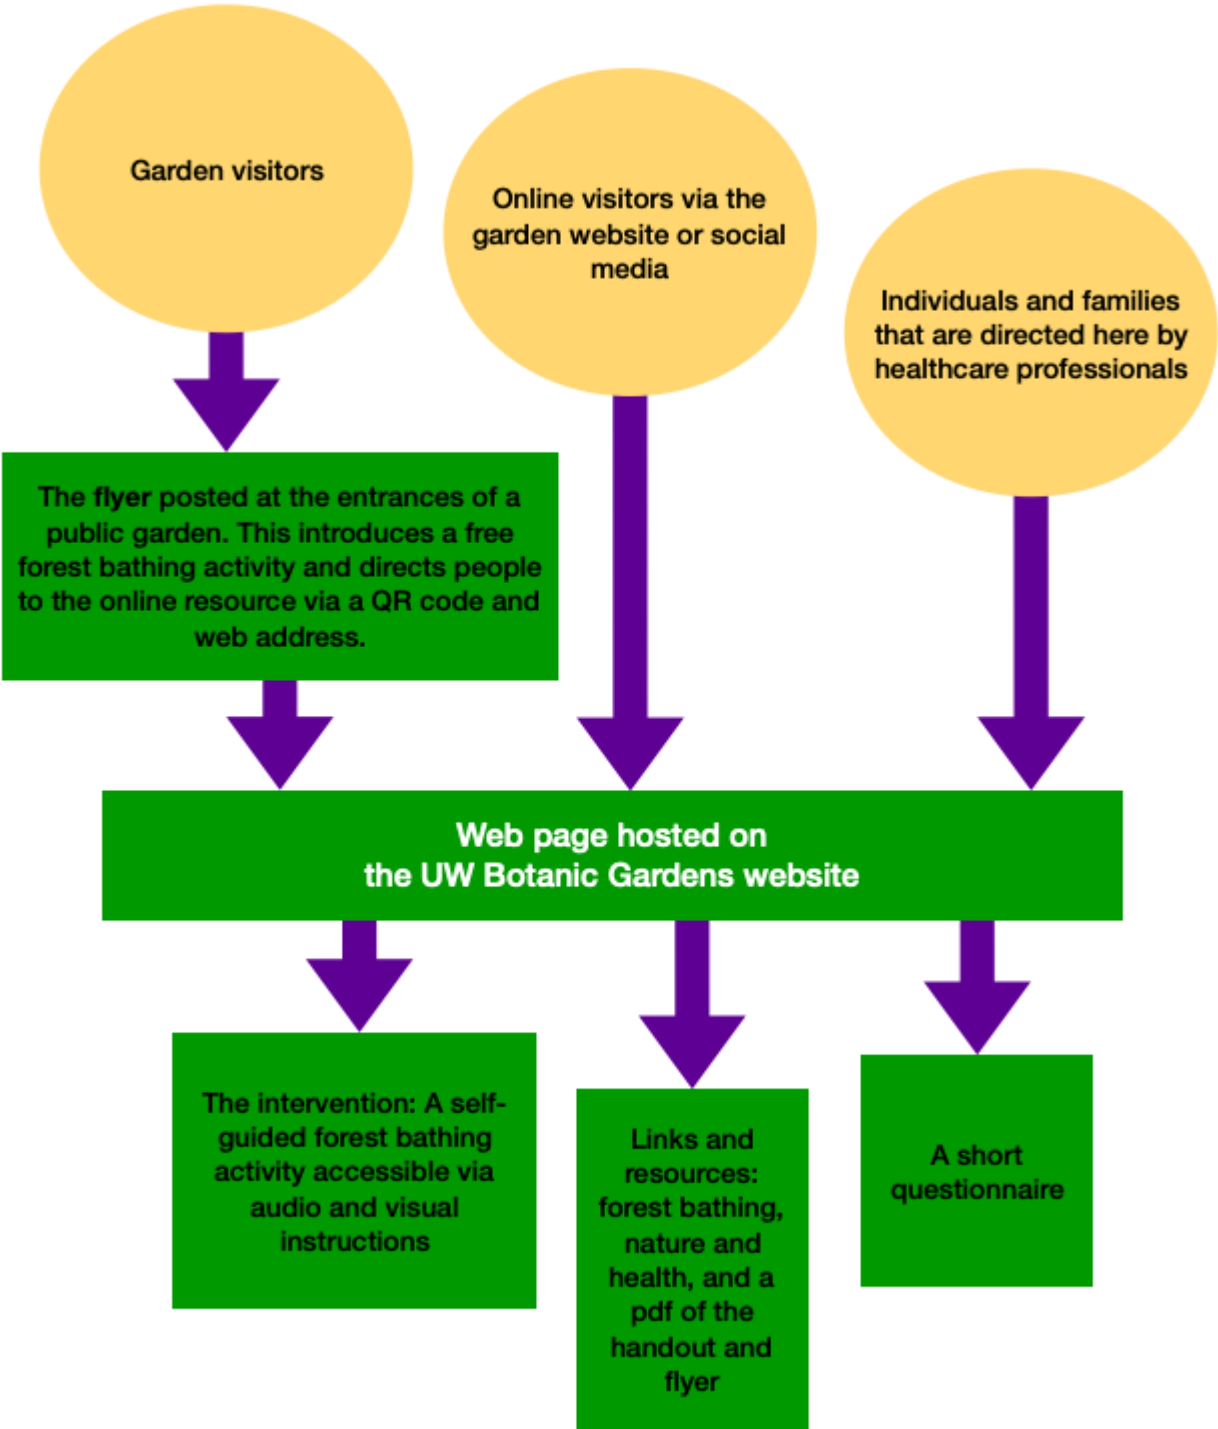 Garden visitors
Online visitors via the
garden website or social
media
Individuals and families
that are directed here by
healthcare professionals
The flyer posted at the entrances of a
public garden. This introduces a free
forest bathing activity and directs people
to the online resource via a QR code and
web address.
Web page hosted on
the UW Botanic Gardens website
The intervention: A self-
guided forest bathing
activity accessible via
audio and visual
instructions
Links and
resources:
forest bathing,
nature and
health, and a
pdf of the
handout and
flyer
A short
questionnaire